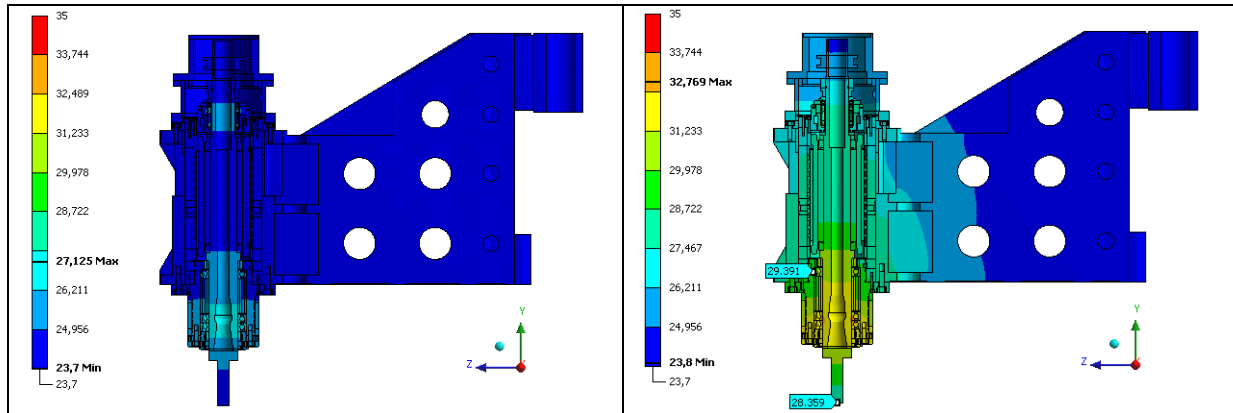 35
33,744
32,489
31,233
29,978
28,722
27,125 Max
26,211
24,956
23,7 Min
23,7
Y
Z
X
35
33,744
32,769 Max
31,233
29,978
28,722
27,467
26,211
24,956
23,8 Min
23,7
29.391
28.359
Y
Z
X